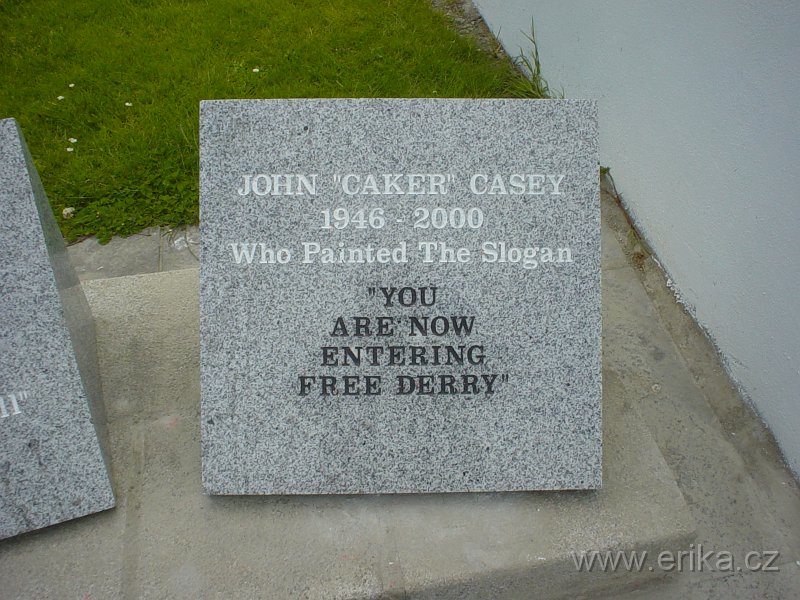 JOHN "CAKER" CASEY
1946 - 2000
Who Painted The Slogan
"YOU
ARE NOW
ENTERING
FREE DERRY"
www.erika.cz